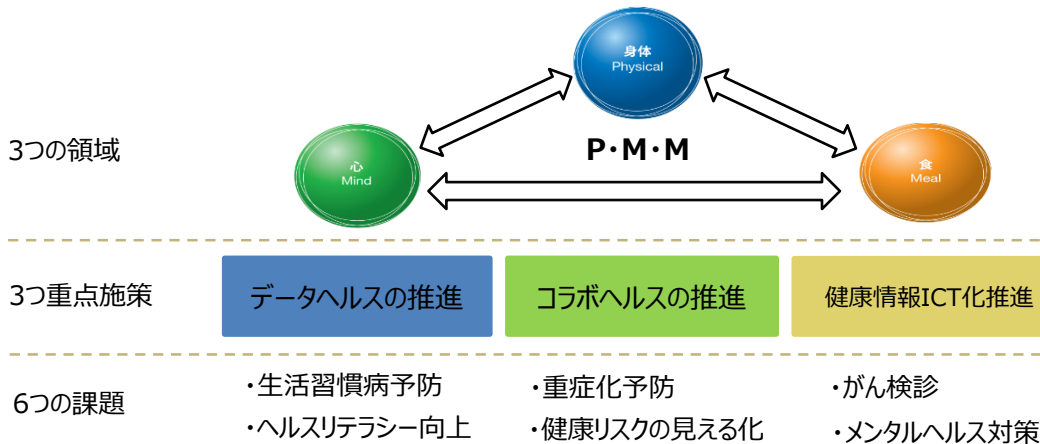 身体
Physical
3つの領域
P・M・M
心
Mind
食
Meal
3つ重点施策
データヘルスの推進
コラボヘルスの推進
健康情報ICT化推進
6つの課題
・生活習慣病予防
・ヘルスリテラシー向上
・重症化予防
・健康リスクの見える化
・がん検診
・メンタルヘルス対策